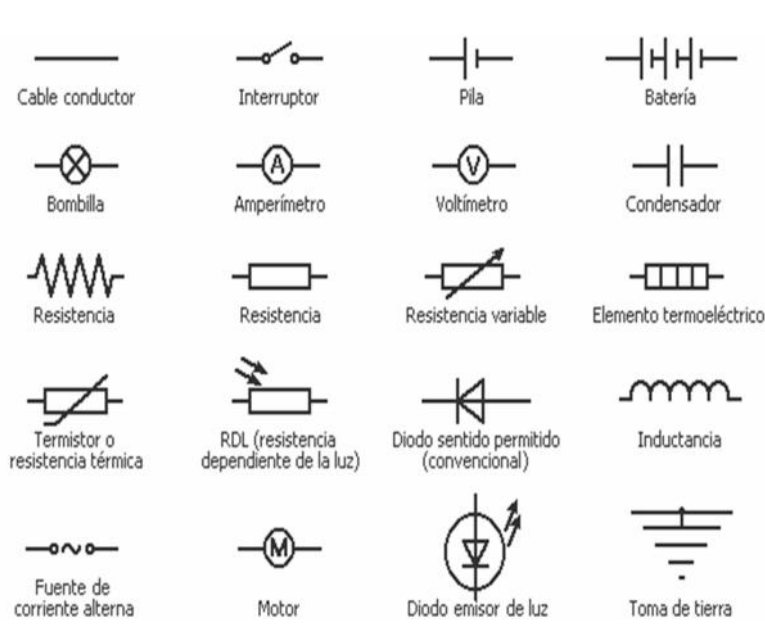 Cable conductor
Interruptor
Pila
Batería
A
V
Bombilla
Amperímetro
Voltímetro
Condensador
Resistencia
Resistencia
Resistencia variable
Elemento termoeléctrico
Termistor o
resistencia térmica
RDL (resistencia
dependiente de la luz)
Diodo sentido permitido
(convencional)
Inductancia
M
Fuente de
corriente alterna
Motor
Diodo emisor de luz
Toma de tierra